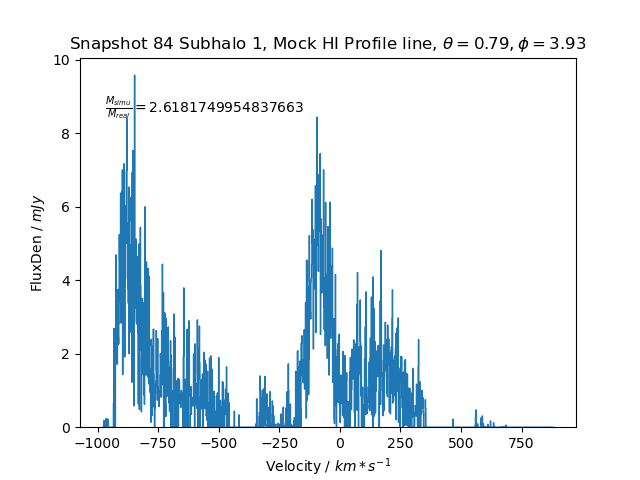 Snapshot 84 Subhalo 1, Mock HI Profile line, θ = 0.79, ϕ = 3.93
10
8
6
4
2
0
M_simu/M_real = 2.6181749954837663
FluxDen / mJy
−1000 −750 −500 −250 0 250 500 750
Velocity / km * s⁻¹